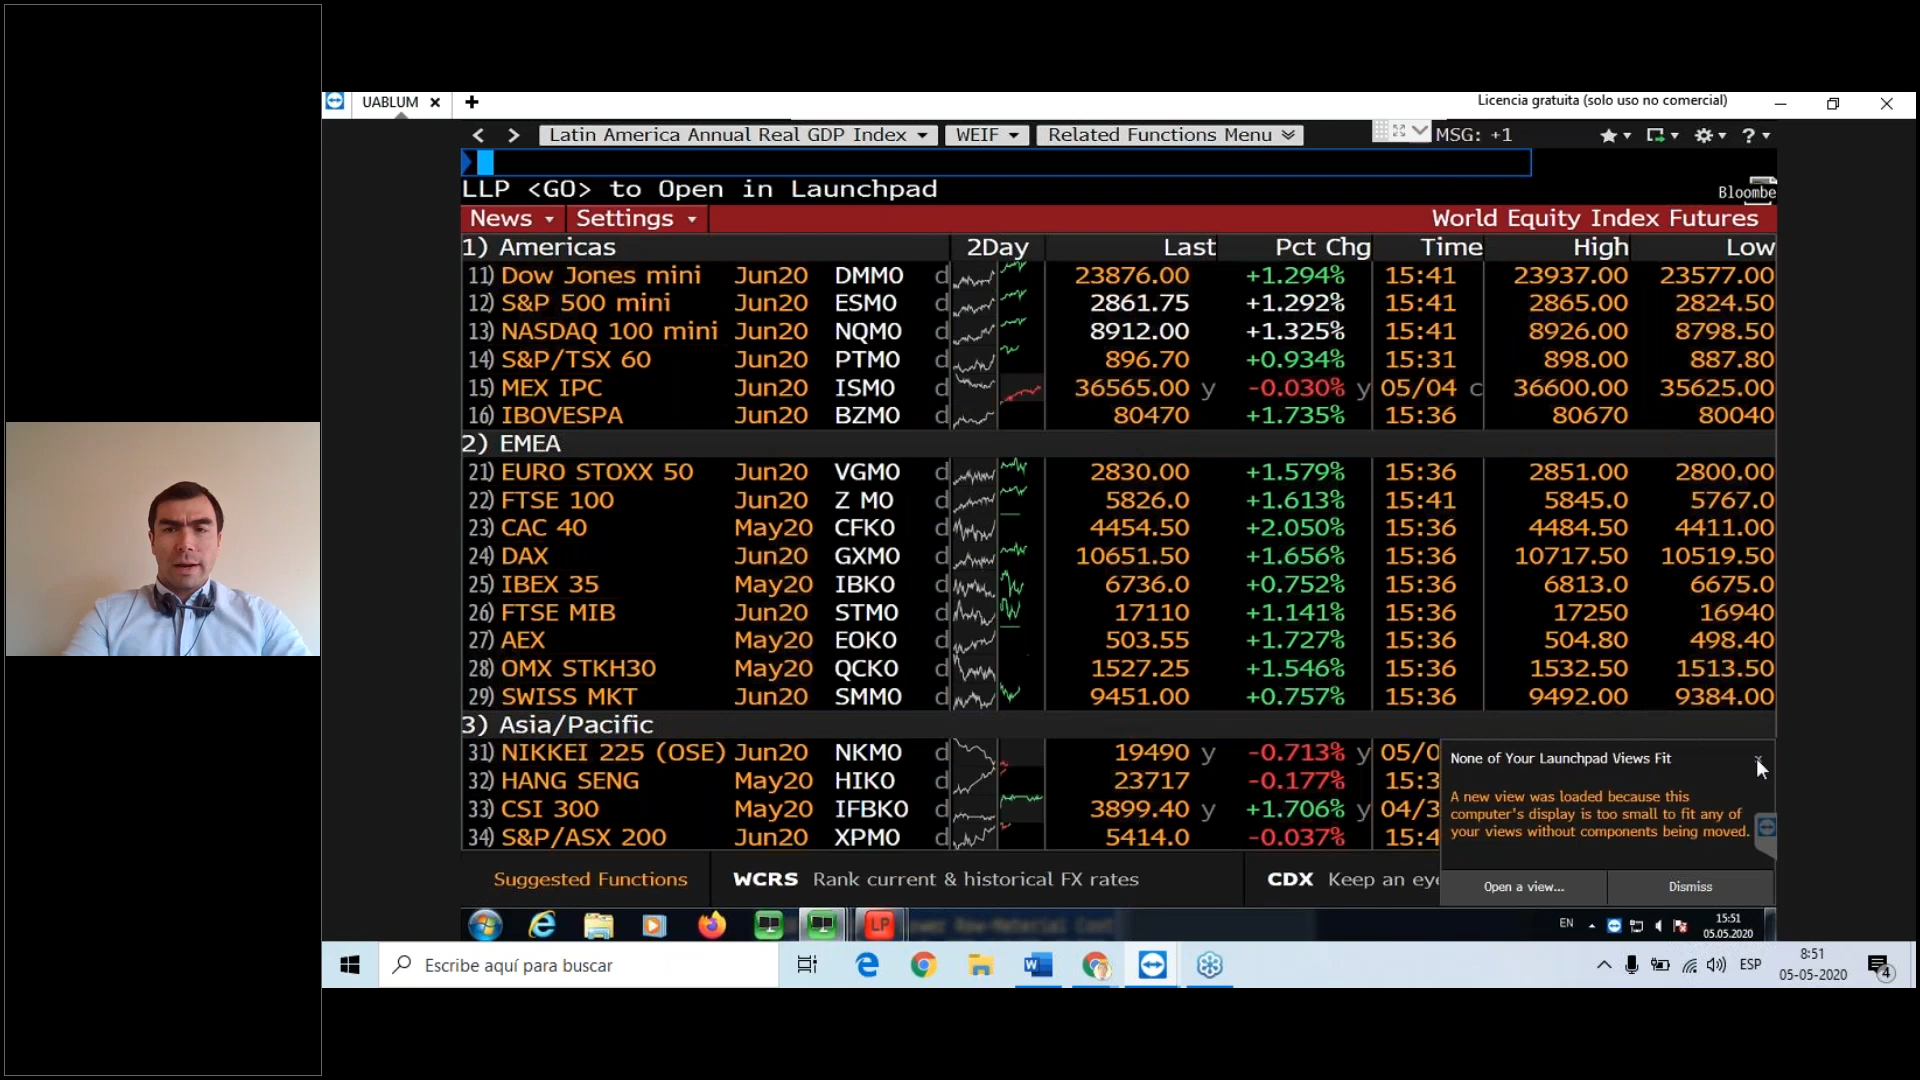 UABLUM
Licencia gratuita (solo uso no comercial)
Latin America Annual Real GDP Index WEIF Related Functions Menu MSG: +1
LLP <GO> to Open in Launchpad
Bloombe
News Settings World Equity Index Futures
1) Americas 2Day Last Pct Chg Time High Low
11) Dow Jones mini Jun20 DMM0 d 23876.00 +1.294% 15:41 23937.00 23577.00
12) S&P 500 mini Jun20 ESM0 d 2861.75 +1.292% 15:41 2865.00 2824.50
13) NASDAQ 100 mini Jun20 NQM0 d 8912.00 +1.325% 15:41 8926.00 8798.50
14) S&P/TSX 60 Jun20 PTM0 d 896.70 +0.934% 15:31 898.00 887.80
15) MEX IPC Jun20 ISM0 d 36565.00 y -0.030% y 05/04 c 36600.00 35625.00
16) IBOVESPA Jun20 BZM0 d 80470 +1.735% 15:36 80670 80040
2) EMEA
21) EURO STOXX 50 Jun20 VGM0 d 2830.00 +1.579% 15:36 2851.00 2800.00
22) FTSE 100 Jun20 Z M0 d 5826.0 +1.613% 15:41 5845.0 5767.0
23) CAC 40 May20 CFK0 d 4454.50 +2.050% 15:36 4484.50 4411.00
24) DAX Jun20 GXM0 d 10651.50 +1.656% 15:36 10717.50 10519.50
25) IBEX 35 May20 IBK0 d 6736.0 +0.752% 15:36 6813.0 6675.0
26) FTSE MIB Jun20 STM0 d 17110 +1.141% 15:36 17250 16940
27) AEX May20 EOK0 d 503.55 +1.727% 15:36 504.80 498.40
28) OMX STKH30 May20 QCK0 d 1527.25 +1.546% 15:36 1532.50 1513.50
29) SWISS MKT Jun20 SMM0 d 9451.00 +0.757% 15:36 9492.00 9384.00
3) Asia/Pacific
31) NIKKEI 225 (OSE) Jun20 NKM0 d 19490 y -0.713% y 05/0
32) HANG SENG May20 HIK0 d 23717 -0.177% 15:3
33) CSI 300 May20 IFBK0 d 3899.40 y +1.706% y 04/3
34) S&P/ASX 200 Jun20 XPM0 d 5414.0 -0.037% 15:4
None of Your Launchpad Views Fit
A new view was loaded because this
computer's display is too small to fit any of
your views without components being moved.
Open a view... Dismiss
Suggested Functions WCRS Rank current & historical FX rates CDX Keep an eye
LP
EN 15:51
05.05.2020
Escribe aquí para buscar
ESP 8:51
05-05-2020
4